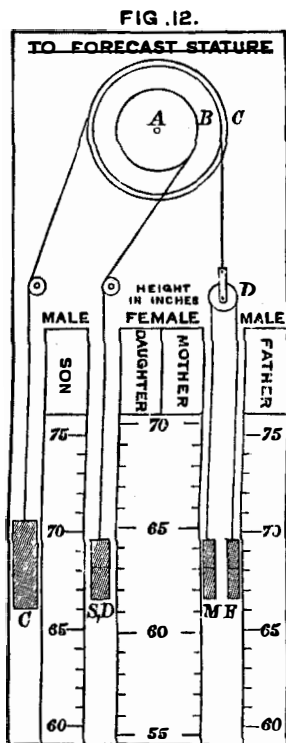 FIG.12.
TO FORECAST STATURE
A B C
HEIGHT
IN INCHES
D
MALE FEMALE MALE
SON DAUGHTER MOTHER FATHER
75 70 75
70 65 70
C S,D M F
65 60 65
60 55 60